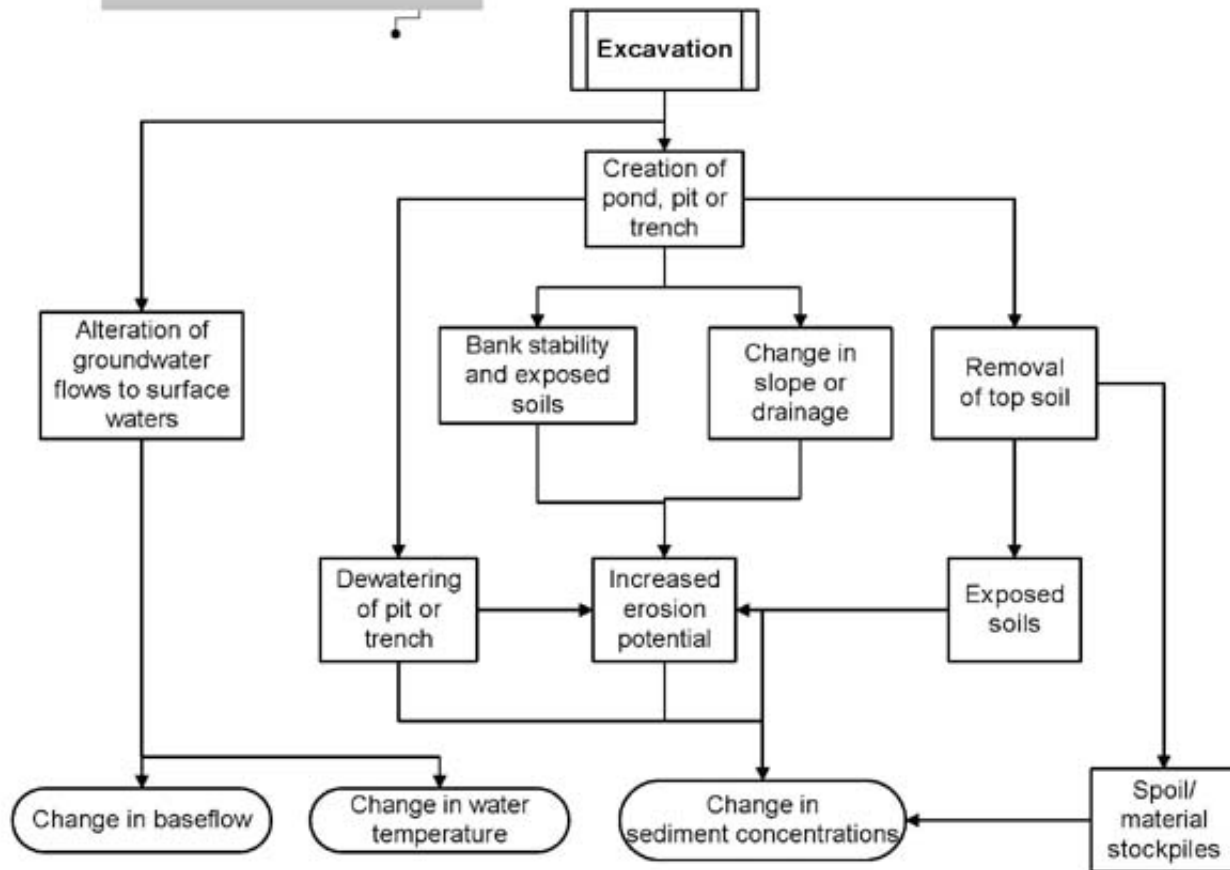 Excavation
Creation of
pond, pit or
trench
Alteration of
groundwater
flows to surface
waters
Bank stability
and exposed
soils
Change in
slope or
drainage
Removal
of top soil
Dewatering
of pit or
trench
Increased
erosion
potential
Exposed
soils
Change in baseflow
Change in water
temperature
Change in
sediment concentrations
Spoil/
material
stockpiles